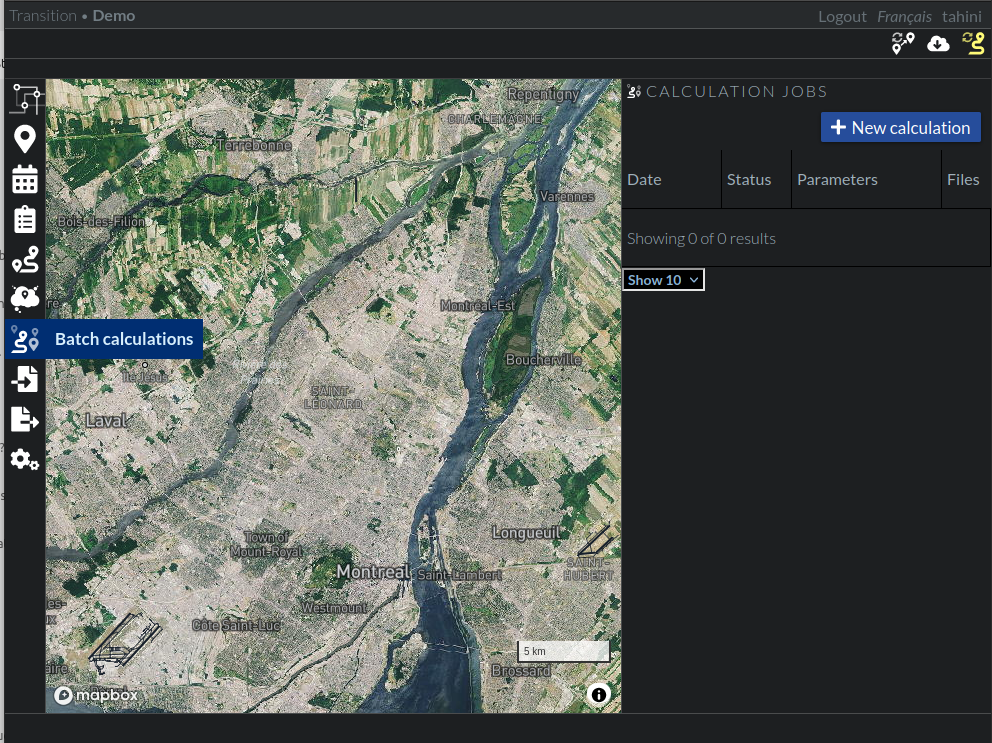 Transition • Demo
Logout Français tahini
CALCULATION JOBS
+ New calculation
Date Status Parameters Files
Showing 0 of 0 results
Show 10
Batch calculations
Repentigny
CHARLEMAGNE
Terrebonne
Varennes
Bois-des-Filion
Montréal-Est
Boucherville
SAINT-
LÉONARD
Laval
Longueuil
SAINT-
HUBERT
Town of
Mount-Royal
Montreal
Saint-Lambert
Westmount
Côte Saint-Luc
Brossard
5 km
mapbox